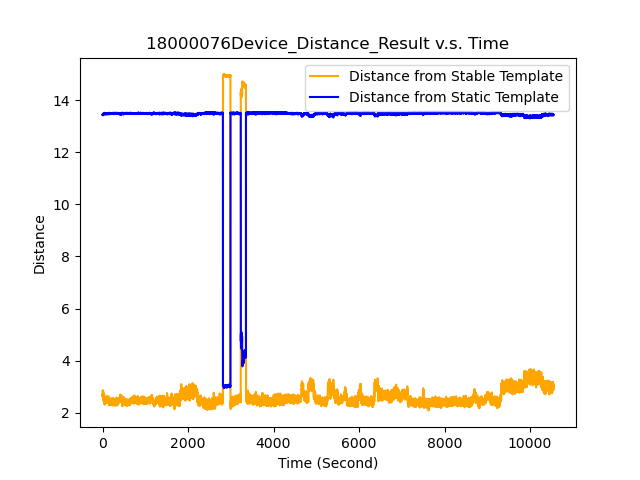 18000076Device_Distance_Result v.s. Time
Distance from Stable Template
Distance from Static Template
14
12
10
8
6
4
2
Distance
0 2000 4000 6000 8000 10000
Time (Second)